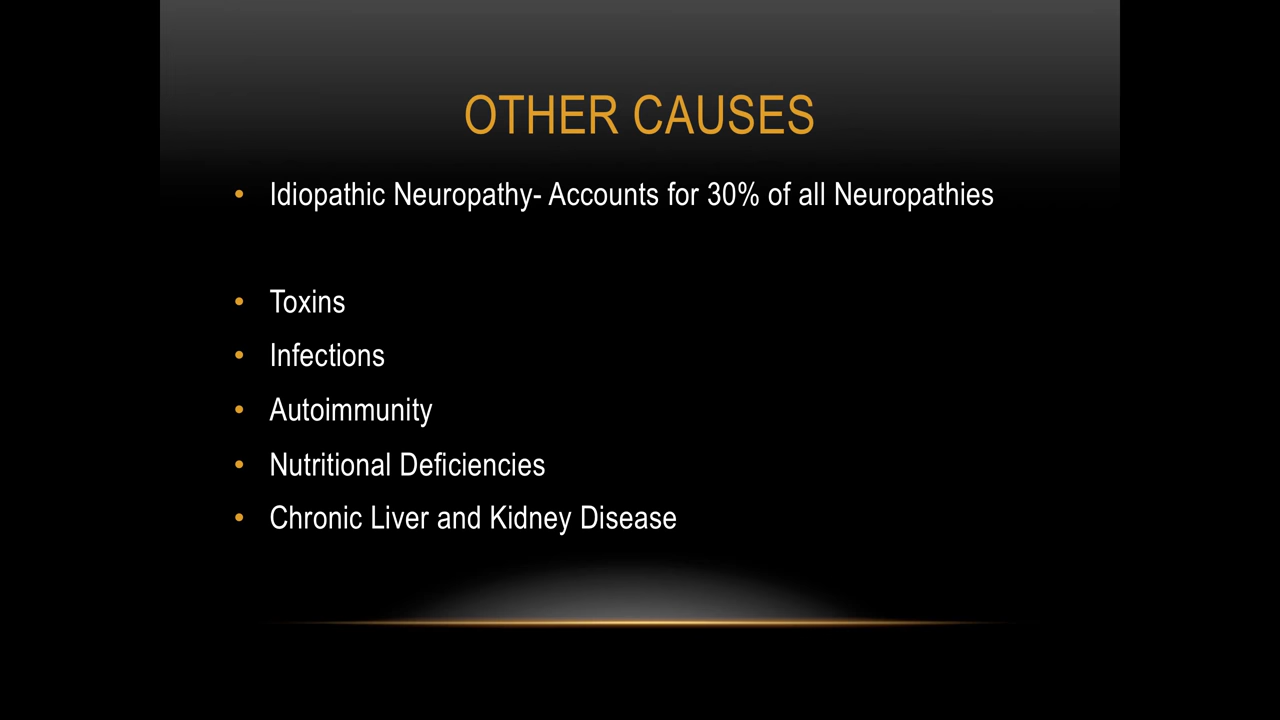 OTHER CAUSES
• Idiopathic Neuropathy- Accounts for 30% of all Neuropathies
• Toxins
• Infections
• Autoimmunity
• Nutritional Deficiencies
• Chronic Liver and Kidney Disease